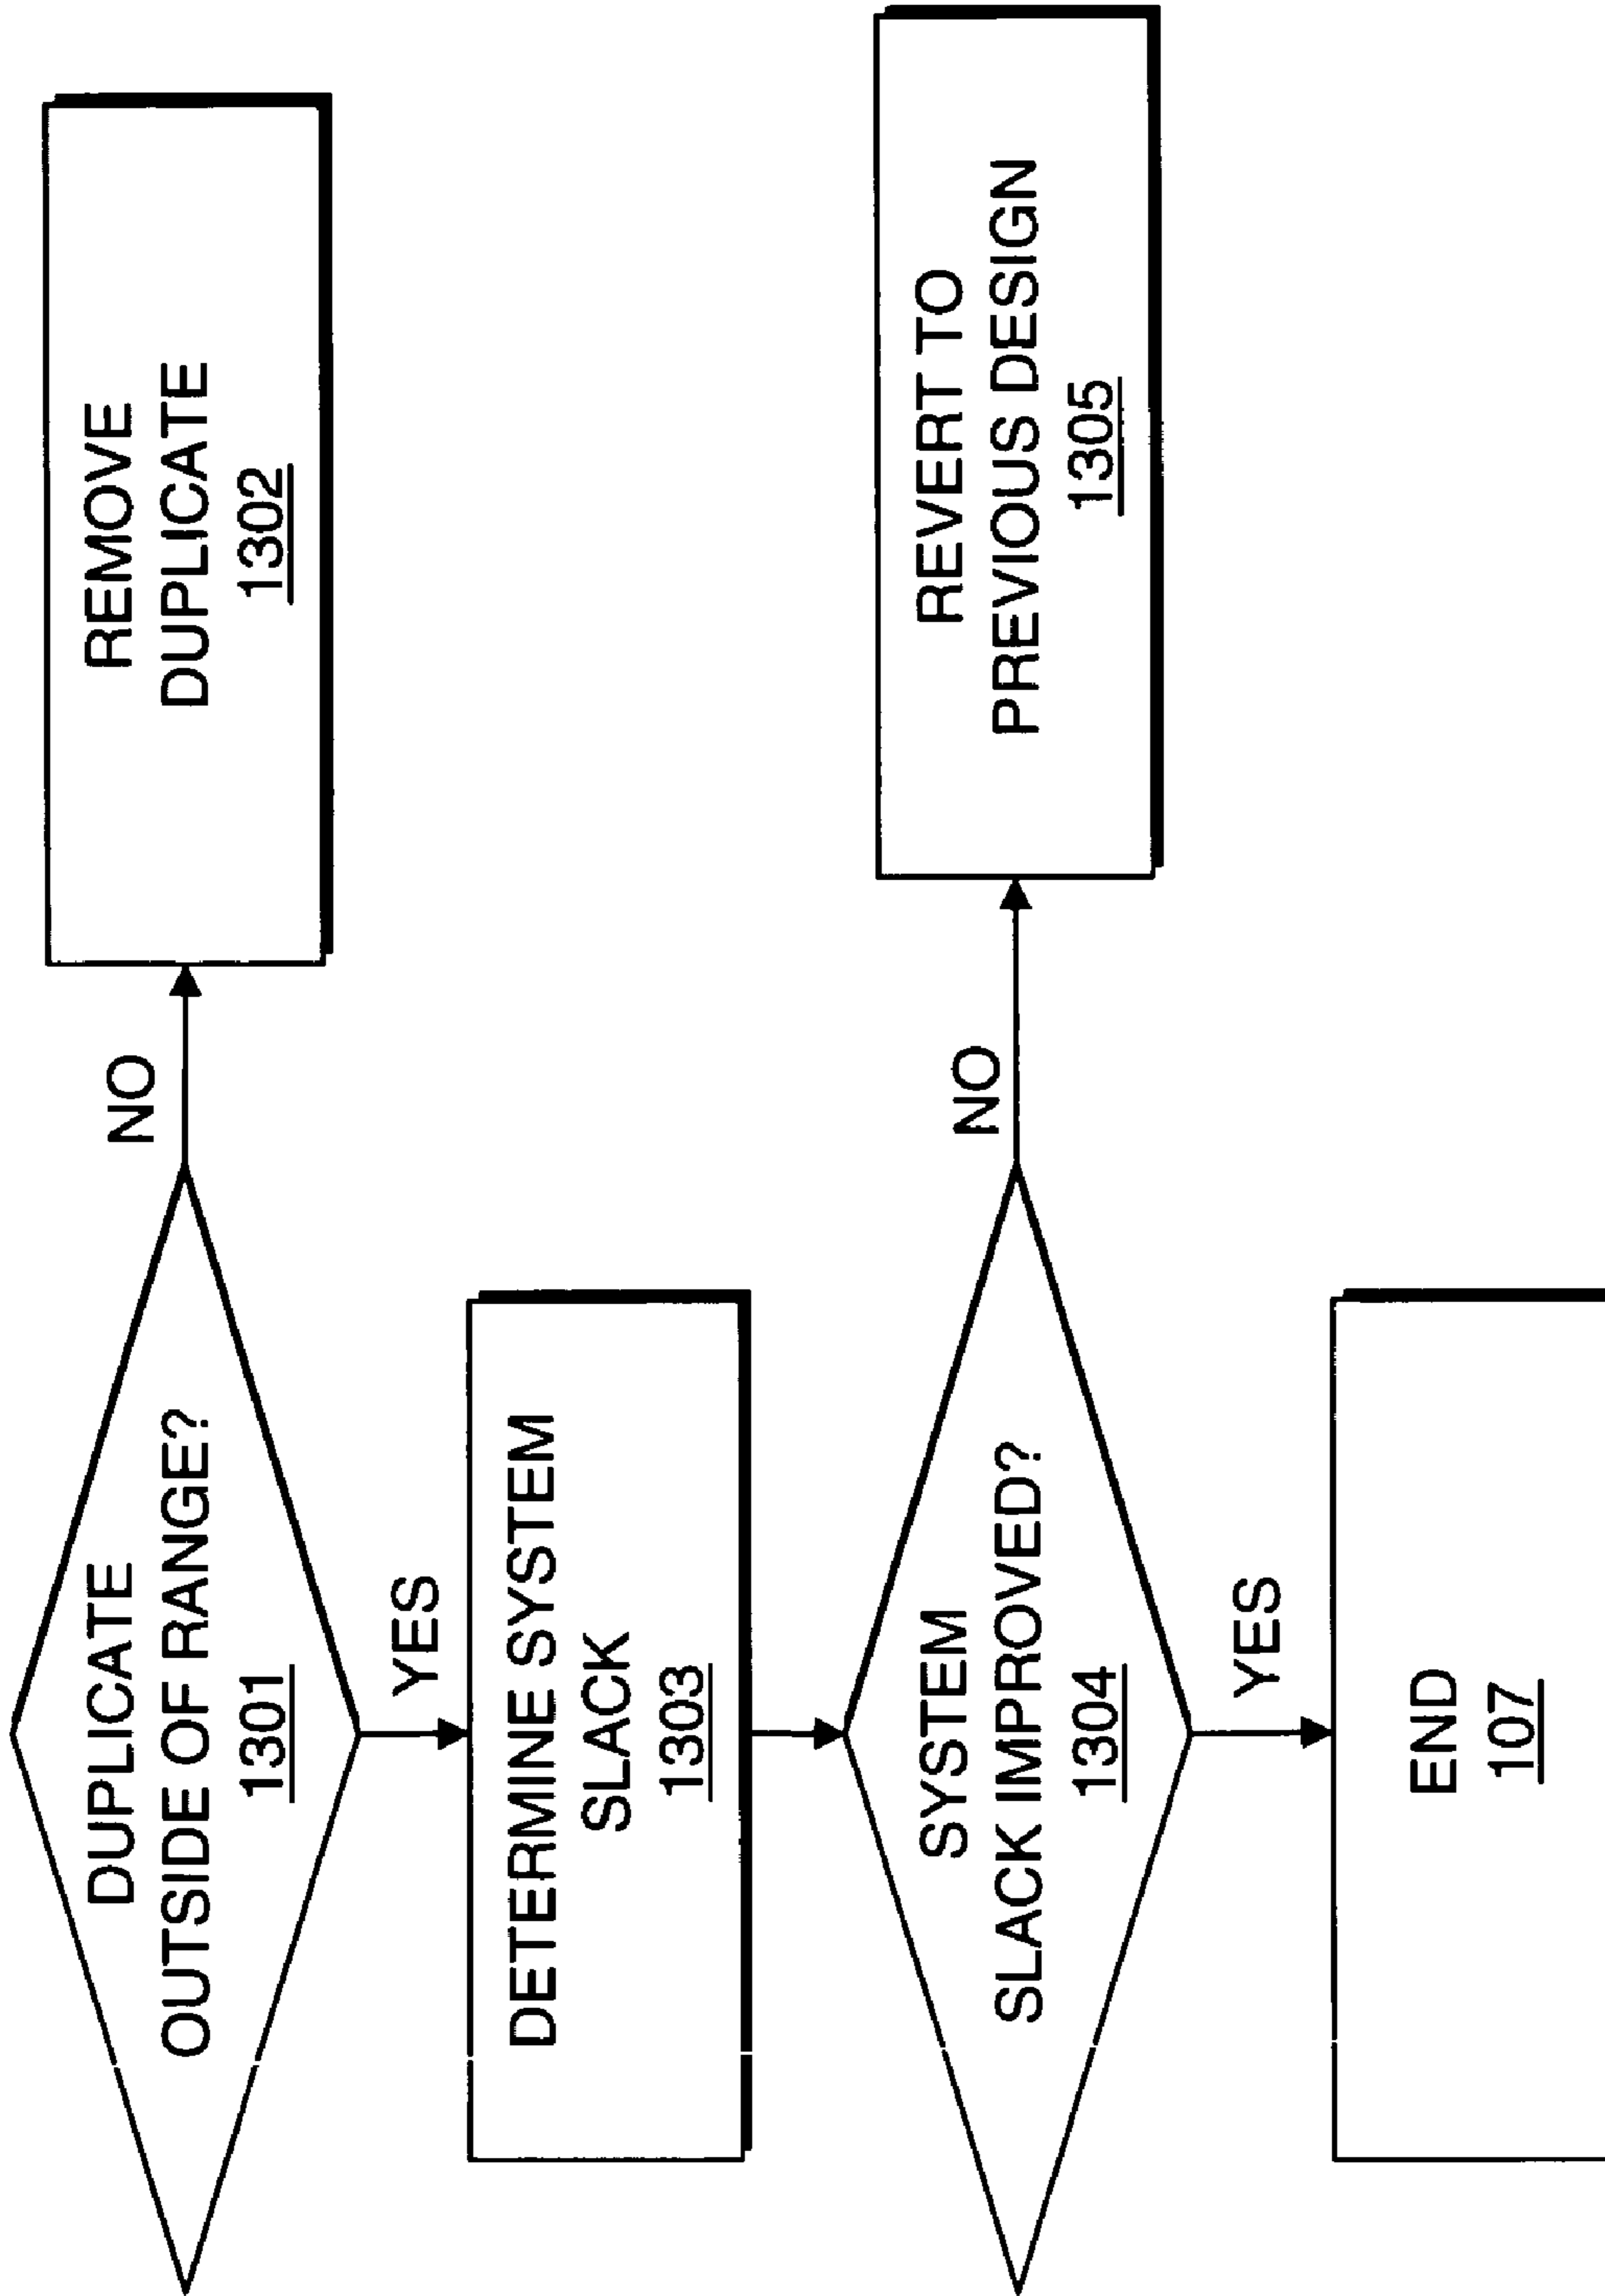 DUPLICATE
OUTSIDE OF RANGE?
1301
NO
REMOVE
DUPLICATE
1302
YES
DETERMINE SYSTEM
SLACK
1303
SYSTEM
SLACK IMPROVED?
1304
NO
REVERT TO
PREVIOUS DESIGN
1305
YES
END
107